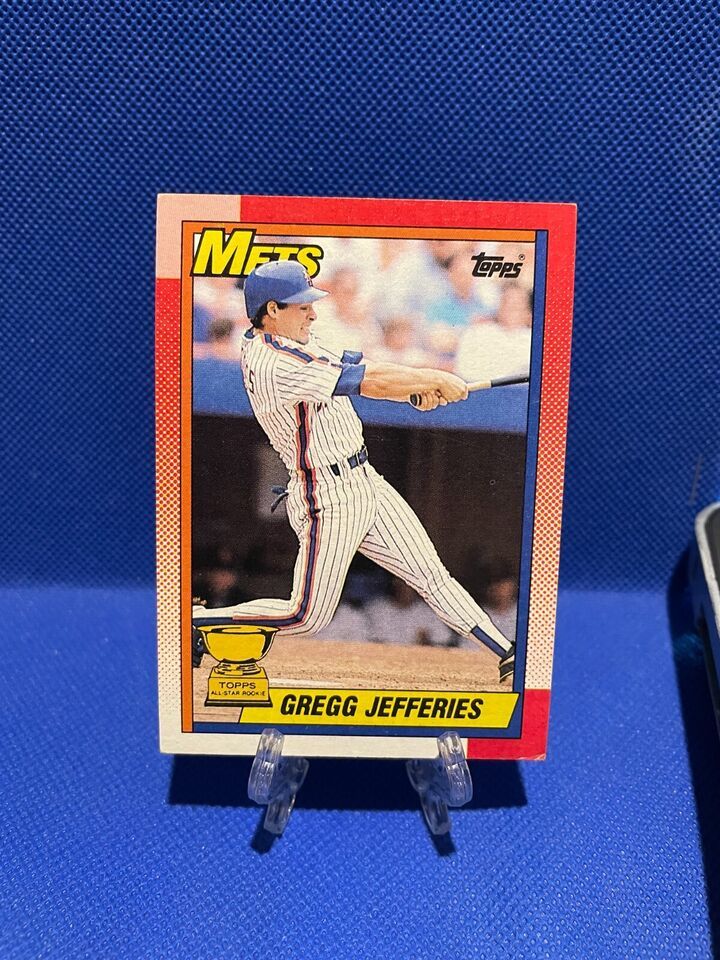 METS
topps®
TOPPS
ALL-STAR ROOKIE
GREGG JEFFERIES